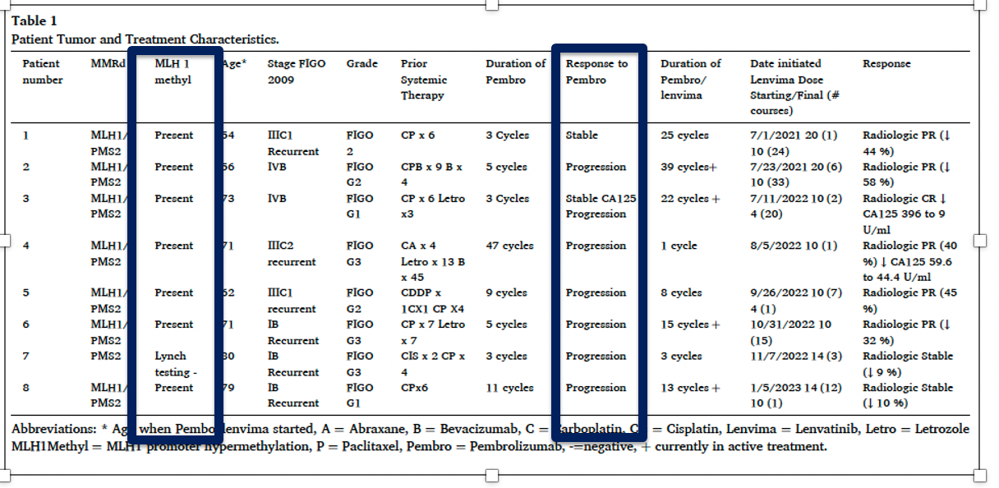 Table 1
Patient Tumor and Treatment Characteristics.
Patient MMRd MLH 1 Age* Stage FIGO Grade Prior Duration of Response to Duration of Date initiated Response
number methyl 2009 Systemic Pembro Pembro Pembro/ Lenvima Dose
Therapy lenvima Starting/Final (#
courses)
1 MLH1/ Present IIIC1 FIGO CP x 6 3 Cycles Stable 25 cycles 7/1/2021 20 (1) Radiologic PR (↓
PMS2 Recurrent 2 10 (24) 44 %)
2 MLH1/ Present IVB FIGO CPB x 9 B x 5 cycles Progression 39 cycles+ 7/23/2021 20 (6) Radiologic PR (↓
PMS2 G2 4 10 (33) 58 %)
3 MLH1/ Present 73 IVB FIGO CP x 6 Letro 3 Cycles Stable CA125 22 cycles + 7/11/2022 10 (2) Radiologic CR ↓
PMS2 G1 x3 Progression 4 (20) CA125 396 to 9
U/ml
4 MLH1/ Present 71 IIIC2 FIGO CA x 4 47 cycles Progression 1 cycle 8/5/2022 10 (1) Radiologic PR (40
PMS2 recurrent G3 Letro x 13 B %) ↓ CA125 59.6
x 45 to 44.4 U/ml
5 MLH1/ Present IIIC1 FIGO CDDP x 9 cycles Progression 8 cycles 9/26/2022 10 (7) Radiologic PR (45
PMS2 recurrent G2 1CX1 CP X4 4 (1) %)
6 MLH1/ Present 71 IB FIGO CP x 7 Letro 5 cycles Progression 15 cycles + 10/31/2022 10 Radiologic PR (↓
PMS2 Recurrent G3 x 7 (15) 32 %)
7 PMS2 Lynch IB FIGO CIS x 2 CP x 3 cycles Progression 3 cycles 11/7/2022 14 (3) Radiologic Stable
testing - Recurrent G3 4 (↓ 9 %)
8 MLH1/ Present 79 IB FIGO CPx6 11 cycles Progression 13 cycles + 1/5/2023 14 (12) Radiologic Stable
PMS2 Recurrent G1 10 (1) (↓ 10 %)
Abbreviations: * when lenvima started, A = Abraxane, B = Bevacizumab, C = Carboplatin, = Cisplatin, Lenvima = Lenvatinib, Letro = Letrozole
MLH1Methyl = MLH1 promoter hypermethylation, P = Paclitaxel, Pembro = Pembrolizumab, -=negative, + currently in active treatment.